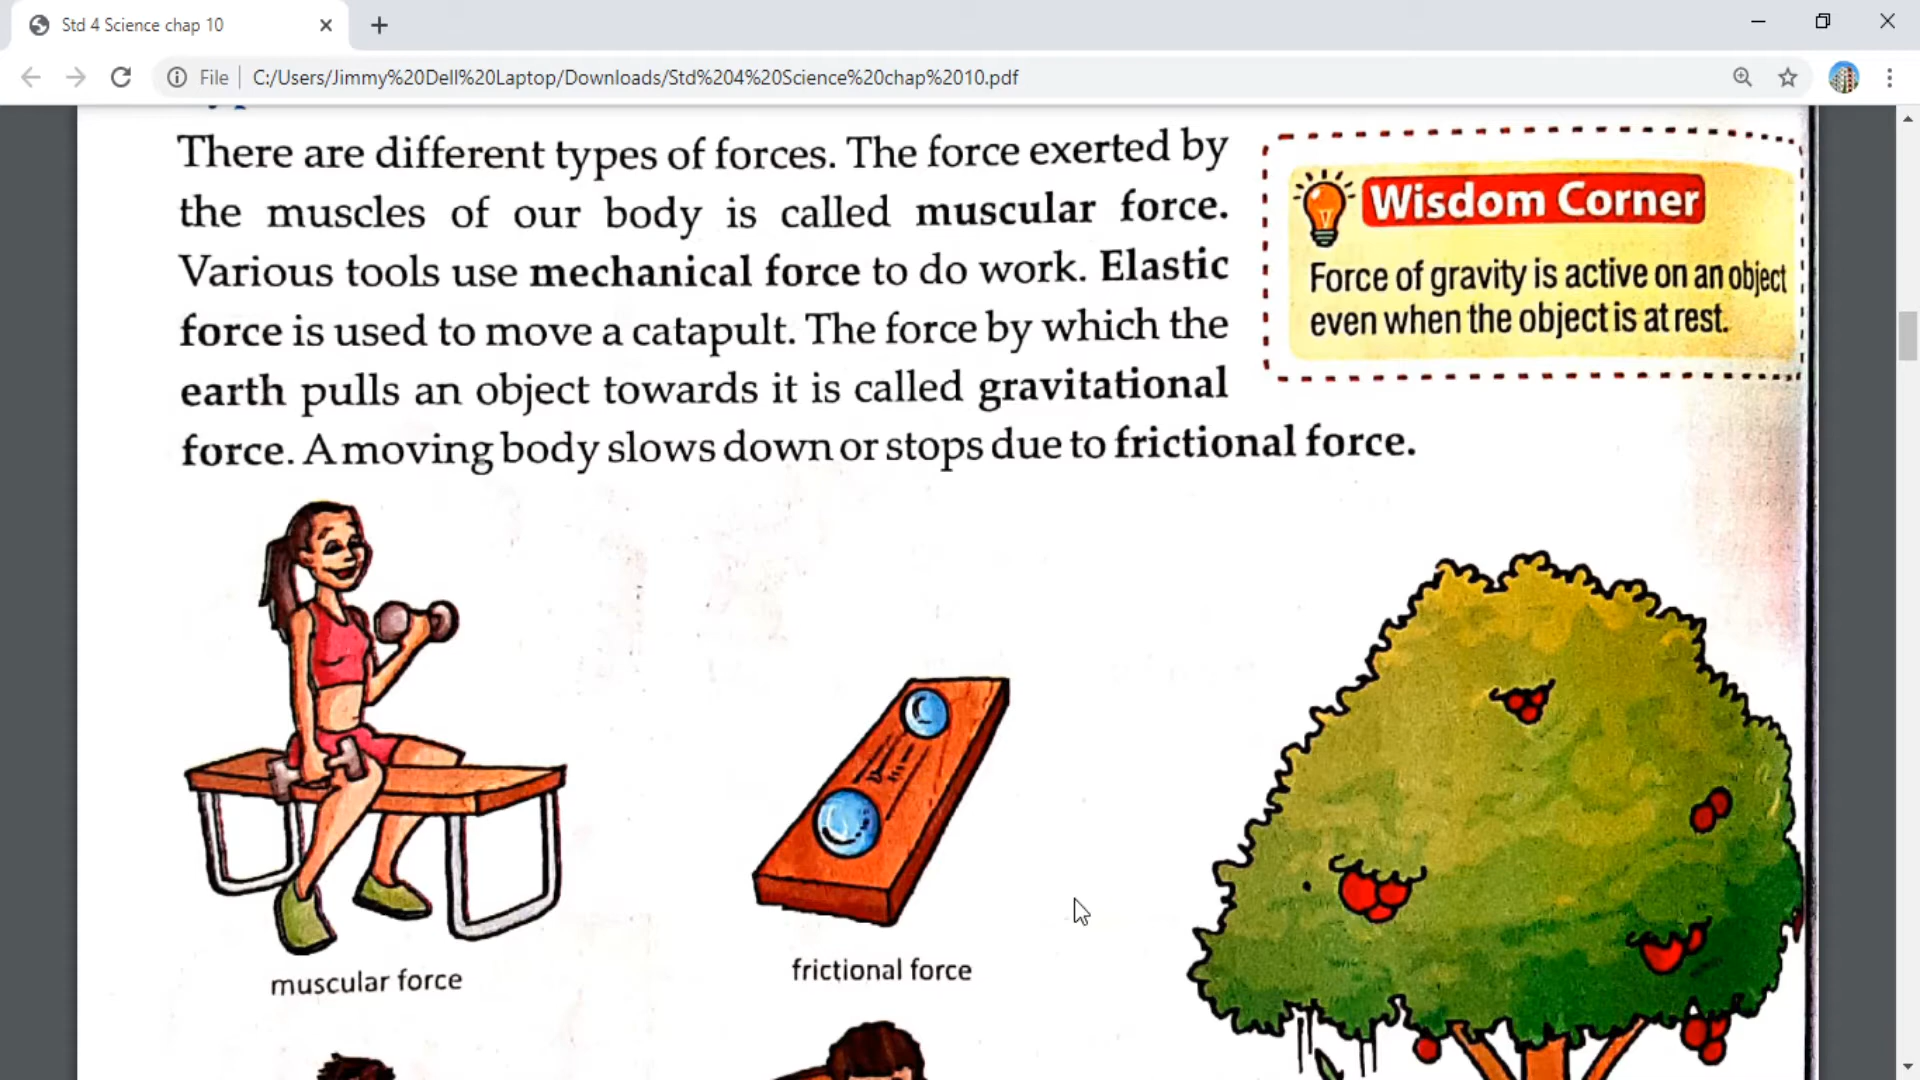 Std 4 Science chap 10
File
C:/Users/Jimmy%20Dell%20Laptop/Downloads/Std%204%20Science%20chap%2010.pdf
There are different types of forces. The force exerted by
the muscles of our body is called muscular force.
Various tools use mechanical force to do work. Elastic
force is used to move a catapult. The force by which the
earth pulls an object towards it is called gravitational
force. A moving body slows down or stops due to frictional force.
Wisdom Corner
Force of gravity is active on an object
even when the object is at rest.
muscular force
frictional force